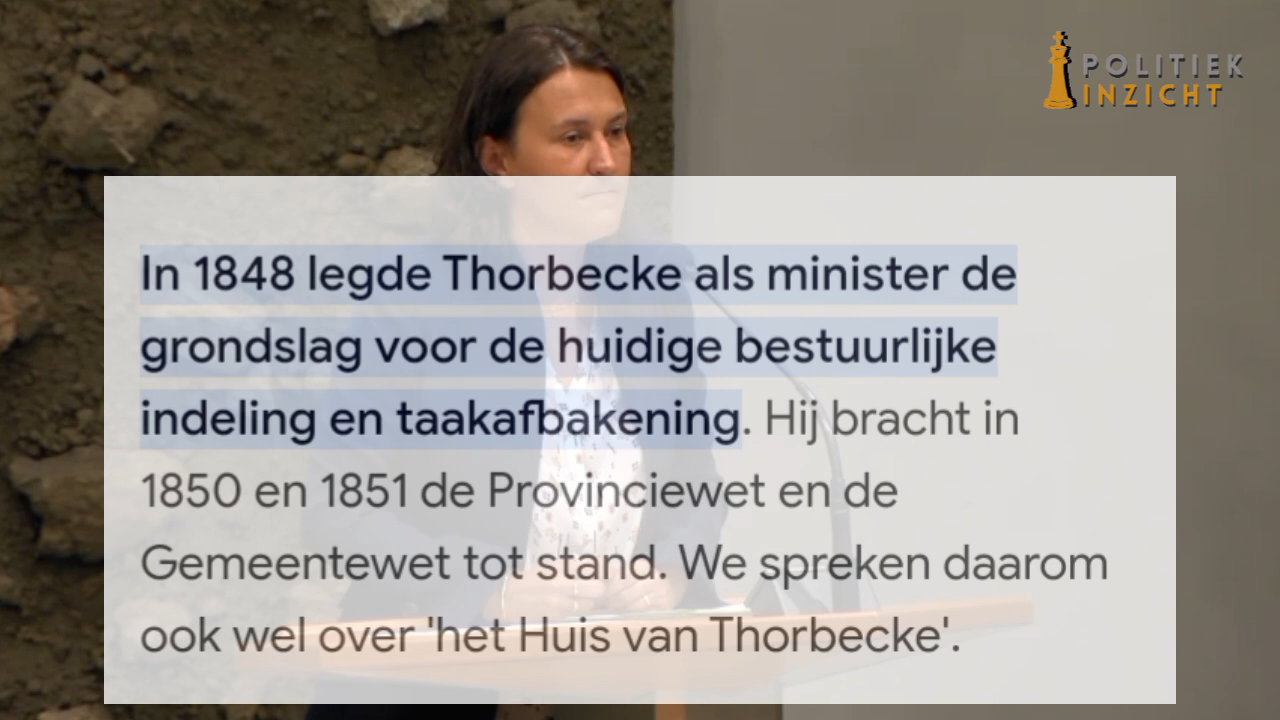 POLITIEK
INZICHT
In 1848 legde Thorbecke als minister de
grondslag voor de huidige bestuurlijke
indeling en taakafbakening. Hij bracht in
1850 en 1851 de Provinciewet en de
Gemeentewet tot stand. We spreken daarom
ook wel over 'het Huis van Thorbecke'.